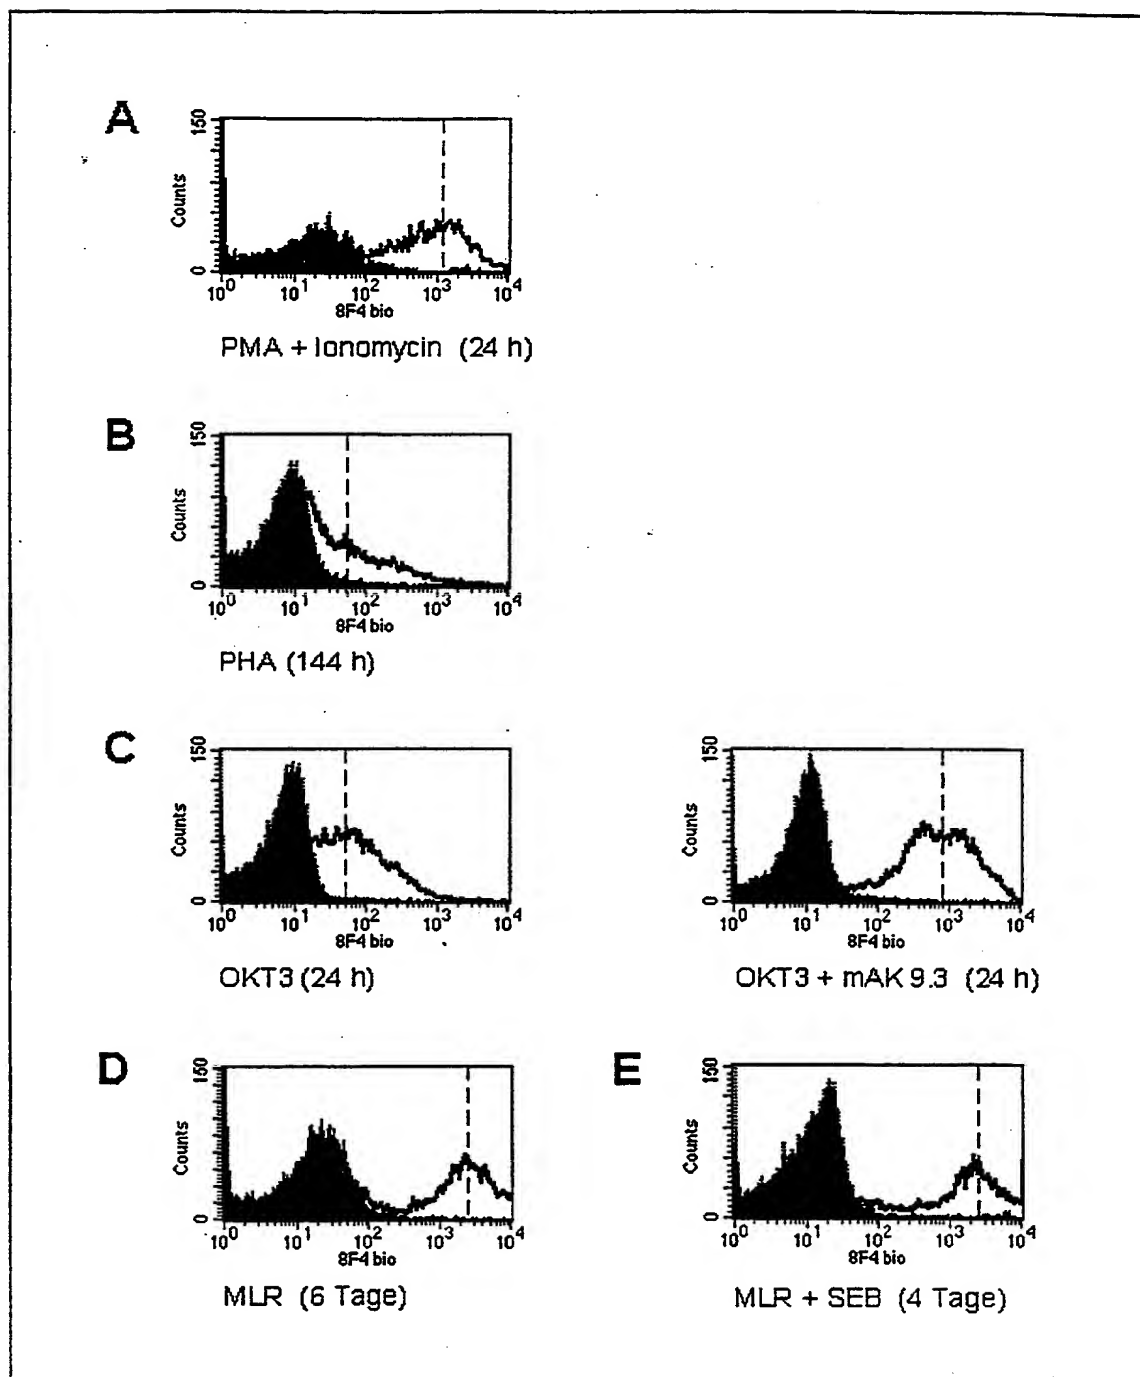 A
150
Counts
0
10^0 10^1 10^2 10^3 10^4
8F4 bio
PMA + Ionomycin (24 h)
B
150
Counts
0
10^0 10^1 10^2 10^3 10^4
8F4 bio
PHA (144 h)
C
150
Counts
0
10^0 10^1 10^2 10^3 10^4
8F4 bio
OKT3 (24 h)
150
Counts
0
10^0 10^1 10^2 10^3 10^4
8F4 bio
OKT3 + mAK 9.3 (24 h)
D
150
Counts
0
10^0 10^1 10^2 10^3 10^4
8F4 bio
MLR (6 Tage)
E
150
Counts
0
10^0 10^1 10^2 10^3 10^4
8F4 bio
MLR + SEB (4 Tage)